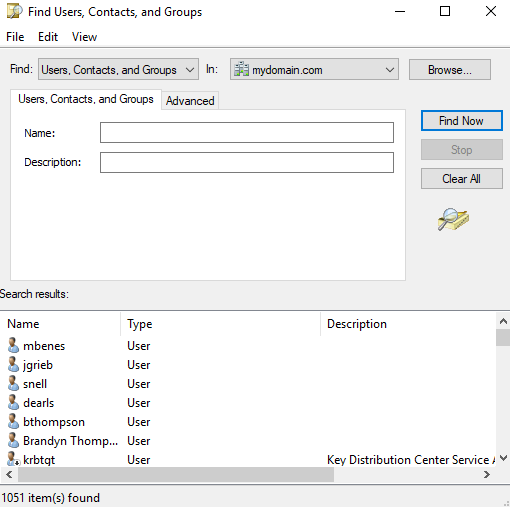 Find Users, Contacts, and Groups
File Edit View
Find: Users, Contacts, and Groups In: mydomain.com Browse...
Users, Contacts, and Groups Advanced
Name:
Description:
Find Now
Stop
Clear All
Search results:
Name Type Description
mbenes User
jgrieb User
snell User
dearls User
bthompson User
Brandyn Thomp... User
krbtgt User Key Distribution Center Service A
1051 item(s) found